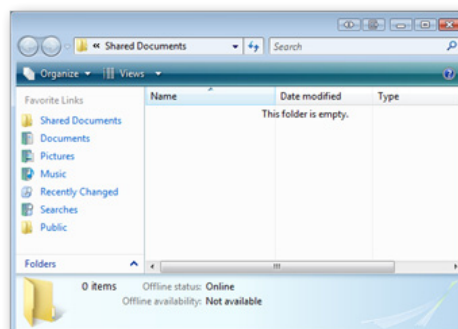 « Shared Documents
Search
Organize
Views
Favorite Links
Shared Documents
Documents
Pictures
Music
Recently Changed
Searches
Public
Folders
Name Date modified Type
This folder is empty.
0 items Offline status: Online
Offline availability: Not available